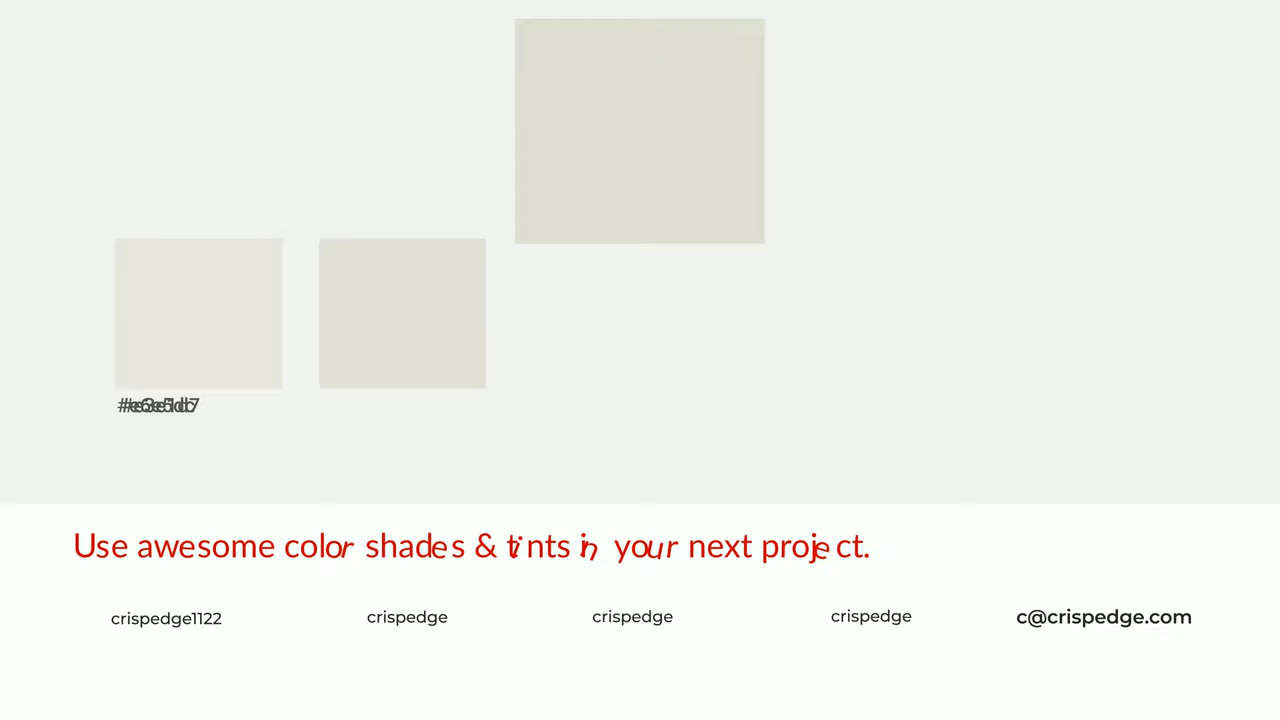 Use awesome color shades & tints in your next project.
crispedge1122 crispedge crispedge crispedge c@crispedge.com